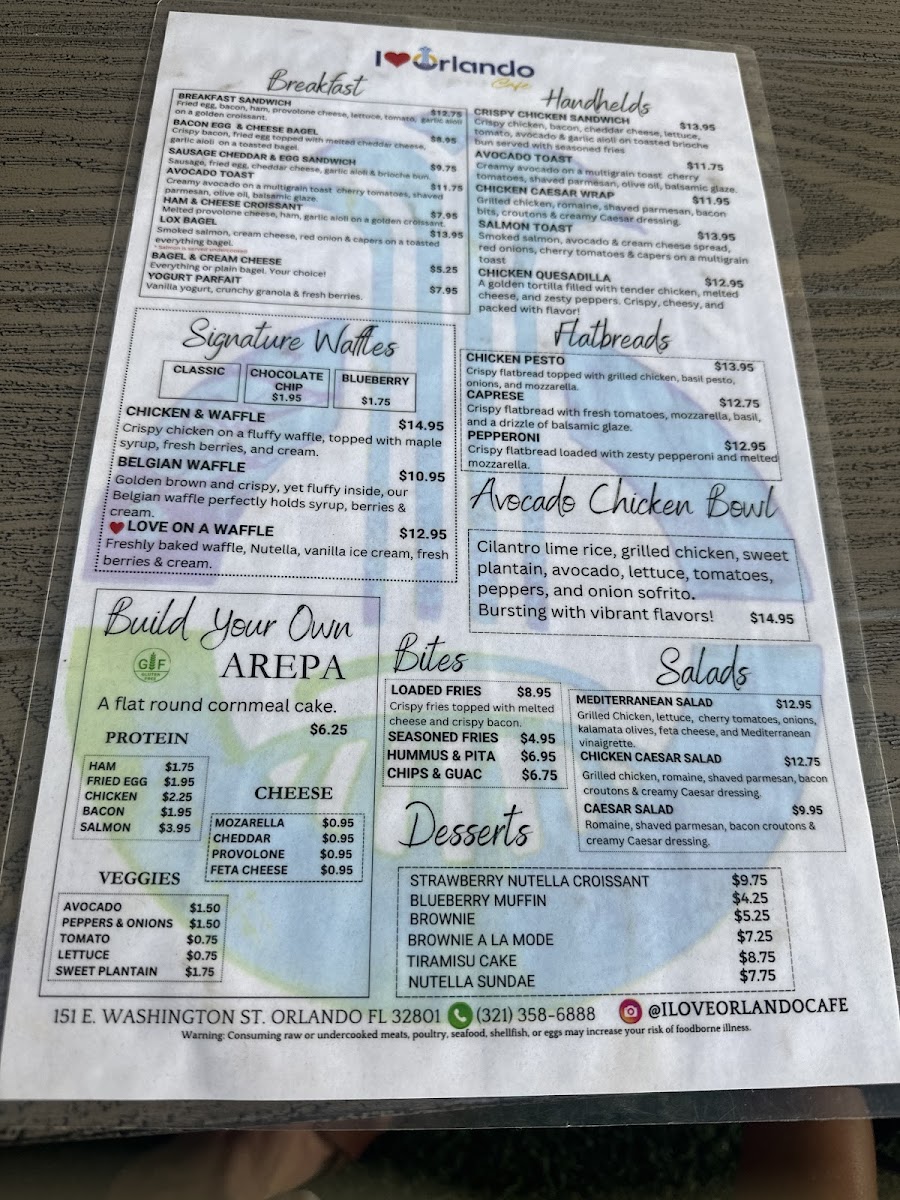 I ❤ Orlando
Cafe
Breakfast
BREAKFAST SANDWICH
Fried egg, bacon, ham, provolone cheese, lettuce, tomato, garlic aioli $12.75
on a golden croissant.
BACON EGG & CHEESE BAGEL
Crispy bacon, fried egg topped with melted cheddar cheese, $8.95
garlic aioli on a toasted bagel.
SAUSAGE CHEDDAR & EGG SANDWICH
Sausage, fried egg, cheddar cheese, garlic aioli & brioche bun. $9.75
AVOCADO TOAST
Creamy avocado on a multigrain toast cherry tomatoes, shaved $11.75
parmesan, olive oil, balsamic glaze.
HAM & CHEESE CROISSANT
Melted provolone cheese, ham, garlic aioli on a golden croissant. $7.95
LOX BAGEL
Smoked salmon, cream cheese, red onion & capers on a toasted $13.95
everything bagel.
* Salmon is served undercooked
BAGEL & CREAM CHEESE
Everything or plain bagel. Your choice! $5.25
YOGURT PARFAIT
Vanilla yogurt, crunchy granola & fresh berries. $7.95
Handhelds
CRISPY CHICKEN SANDWICH $13.95
Crispy chicken, bacon, cheddar cheese, lettuce,
tomato, avocado & garlic aioli on toasted brioche
bun served with seasoned fries
AVOCADO TOAST $11.75
Creamy avocado on a multigrain toast cherry
tomatoes, shaved parmesan, olive oil, balsamic glaze.
CHICKEN CAESAR WRAP $11.95
Grilled chicken, romaine, shaved parmesan, bacon
bits, croutons & creamy Caesar dressing.
SALMON TOAST $13.95
Smoked salmon, avocado & cream cheese spread,
red onions, cherry tomatoes & capers on a multigrain
toast
CHICKEN QUESADILLA $12.95
A golden tortilla filled with tender chicken, melted
cheese, and zesty peppers. Crispy, cheesy, and
packed with flavor!
Signature Waffles
CLASSIC
CHOCOLATE
CHIP
$1.95
BLUEBERRY
$1.75
CHICKEN & WAFFLE $14.95
Crispy chicken on a fluffy waffle, topped with maple
syrup, fresh berries, and cream.
BELGIAN WAFFLE $10.95
Golden brown and crispy, yet fluffy inside, our
Belgian waffle perfectly holds syrup, berries &
cream.
❤ LOVE ON A WAFFLE $12.95
Freshly baked waffle, Nutella, vanilla ice cream, fresh
berries & cream.
Flatbreads
CHICKEN PESTO $13.95
Crispy flatbread topped with grilled chicken, basil pesto,
onions, and mozzarella.
CAPRESE $12.75
Crispy flatbread with fresh tomatoes, mozzarella, basil,
and a drizzle of balsamic glaze.
PEPPERONI $12.95
Crispy flatbread loaded with zesty pepperoni and melted
mozzarella.
Avocado Chicken Bowl
Cilantro lime rice, grilled chicken, sweet
plantain, avocado, lettuce, tomatoes,
peppers, and onion sofrito.
Bursting with vibrant flavors! $14.95
Build Your Own
GF
GLUTEN
FREE
AREPA
A flat round cornmeal cake.
$6.25
PROTEIN
HAM $1.75
FRIED EGG $1.95
CHICKEN $2.25
BACON $1.95
SALMON $3.95
CHEESE
MOZARELLA $0.95
CHEDDAR $0.95
PROVOLONE $0.95
FETA CHEESE $0.95
VEGGIES
AVOCADO $1.50
PEPPERS & ONIONS $1.50
TOMATO $0.75
LETTUCE $0.75
SWEET PLANTAIN $1.75
Bites
LOADED FRIES $8.95
Crispy fries topped with melted
cheese and crispy bacon.
SEASONED FRIES $4.95
HUMMUS & PITA $6.95
CHIPS & GUAC $6.75
Salads
MEDITERRANEAN SALAD $12.95
Grilled Chicken, lettuce, cherry tomatoes, onions,
kalamata olives, feta cheese, and Mediterranean
vinaigrette.
CHICKEN CAESAR SALAD $12.75
Grilled chicken, romaine, shaved parmesan, bacon
croutons & creamy Caesar dressing.
CAESAR SALAD $9.95
Romaine, shaved parmesan, bacon croutons &
creamy Caesar dressing.
Desserts
STRAWBERRY NUTELLA CROISSANT $9.75
BLUEBERRY MUFFIN $4.25
BROWNIE $5.25
BROWNIE A LA MODE $7.25
TIRAMISU CAKE $8.75
NUTELLA SUNDAE $7.75
151 E. WASHINGTON ST. ORLANDO FL 32801 (321) 358-6888 @ILOVEORLANDOCAFE
Warning: Consuming raw or undercooked meats, poultry, seafood, shellfish, or eggs may increase your risk of foodborne illness.